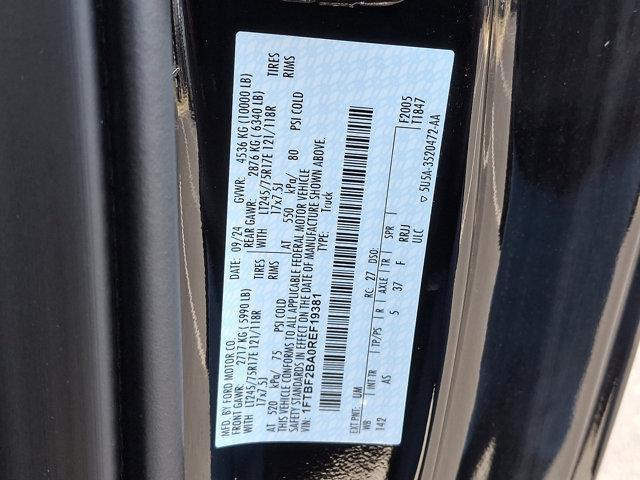 MFD. BY FORD MOTOR CO.
DATE: 09/24 GVWR: 4536 KG (10000 LB)
FRONT GAWR: 2717 KG (5990 LB) REAR GAWR: 2876 KG (6340 LB)
WITH LT245/75R17E 121/118R TIRES WITH LT245/75R17E 121/118R TIRES
17x7.5J RIMS 17x7.5J RIMS
AT 520 kPa/ 75 PSI COLD AT 550 kPa/ 80 PSI COLD
THIS VEHICLE CONFORMS TO ALL APPLICABLE FEDERAL MOTOR VEHICLE
SAFETY STANDARDS IN EFFECT ON THE DATE OF MANUFACTURE SHOWN ABOVE.
VIN: 1FTBF2BA0REF19381 TYPE: Truck
F2005
T1847
EXT PNT: UM RC: 27 DSO:
WB INT TR TP/PS R AXLE TR SPR
142 AS 5 37 F RRJJ
ULC
▽ 5U5A-3520472-AA